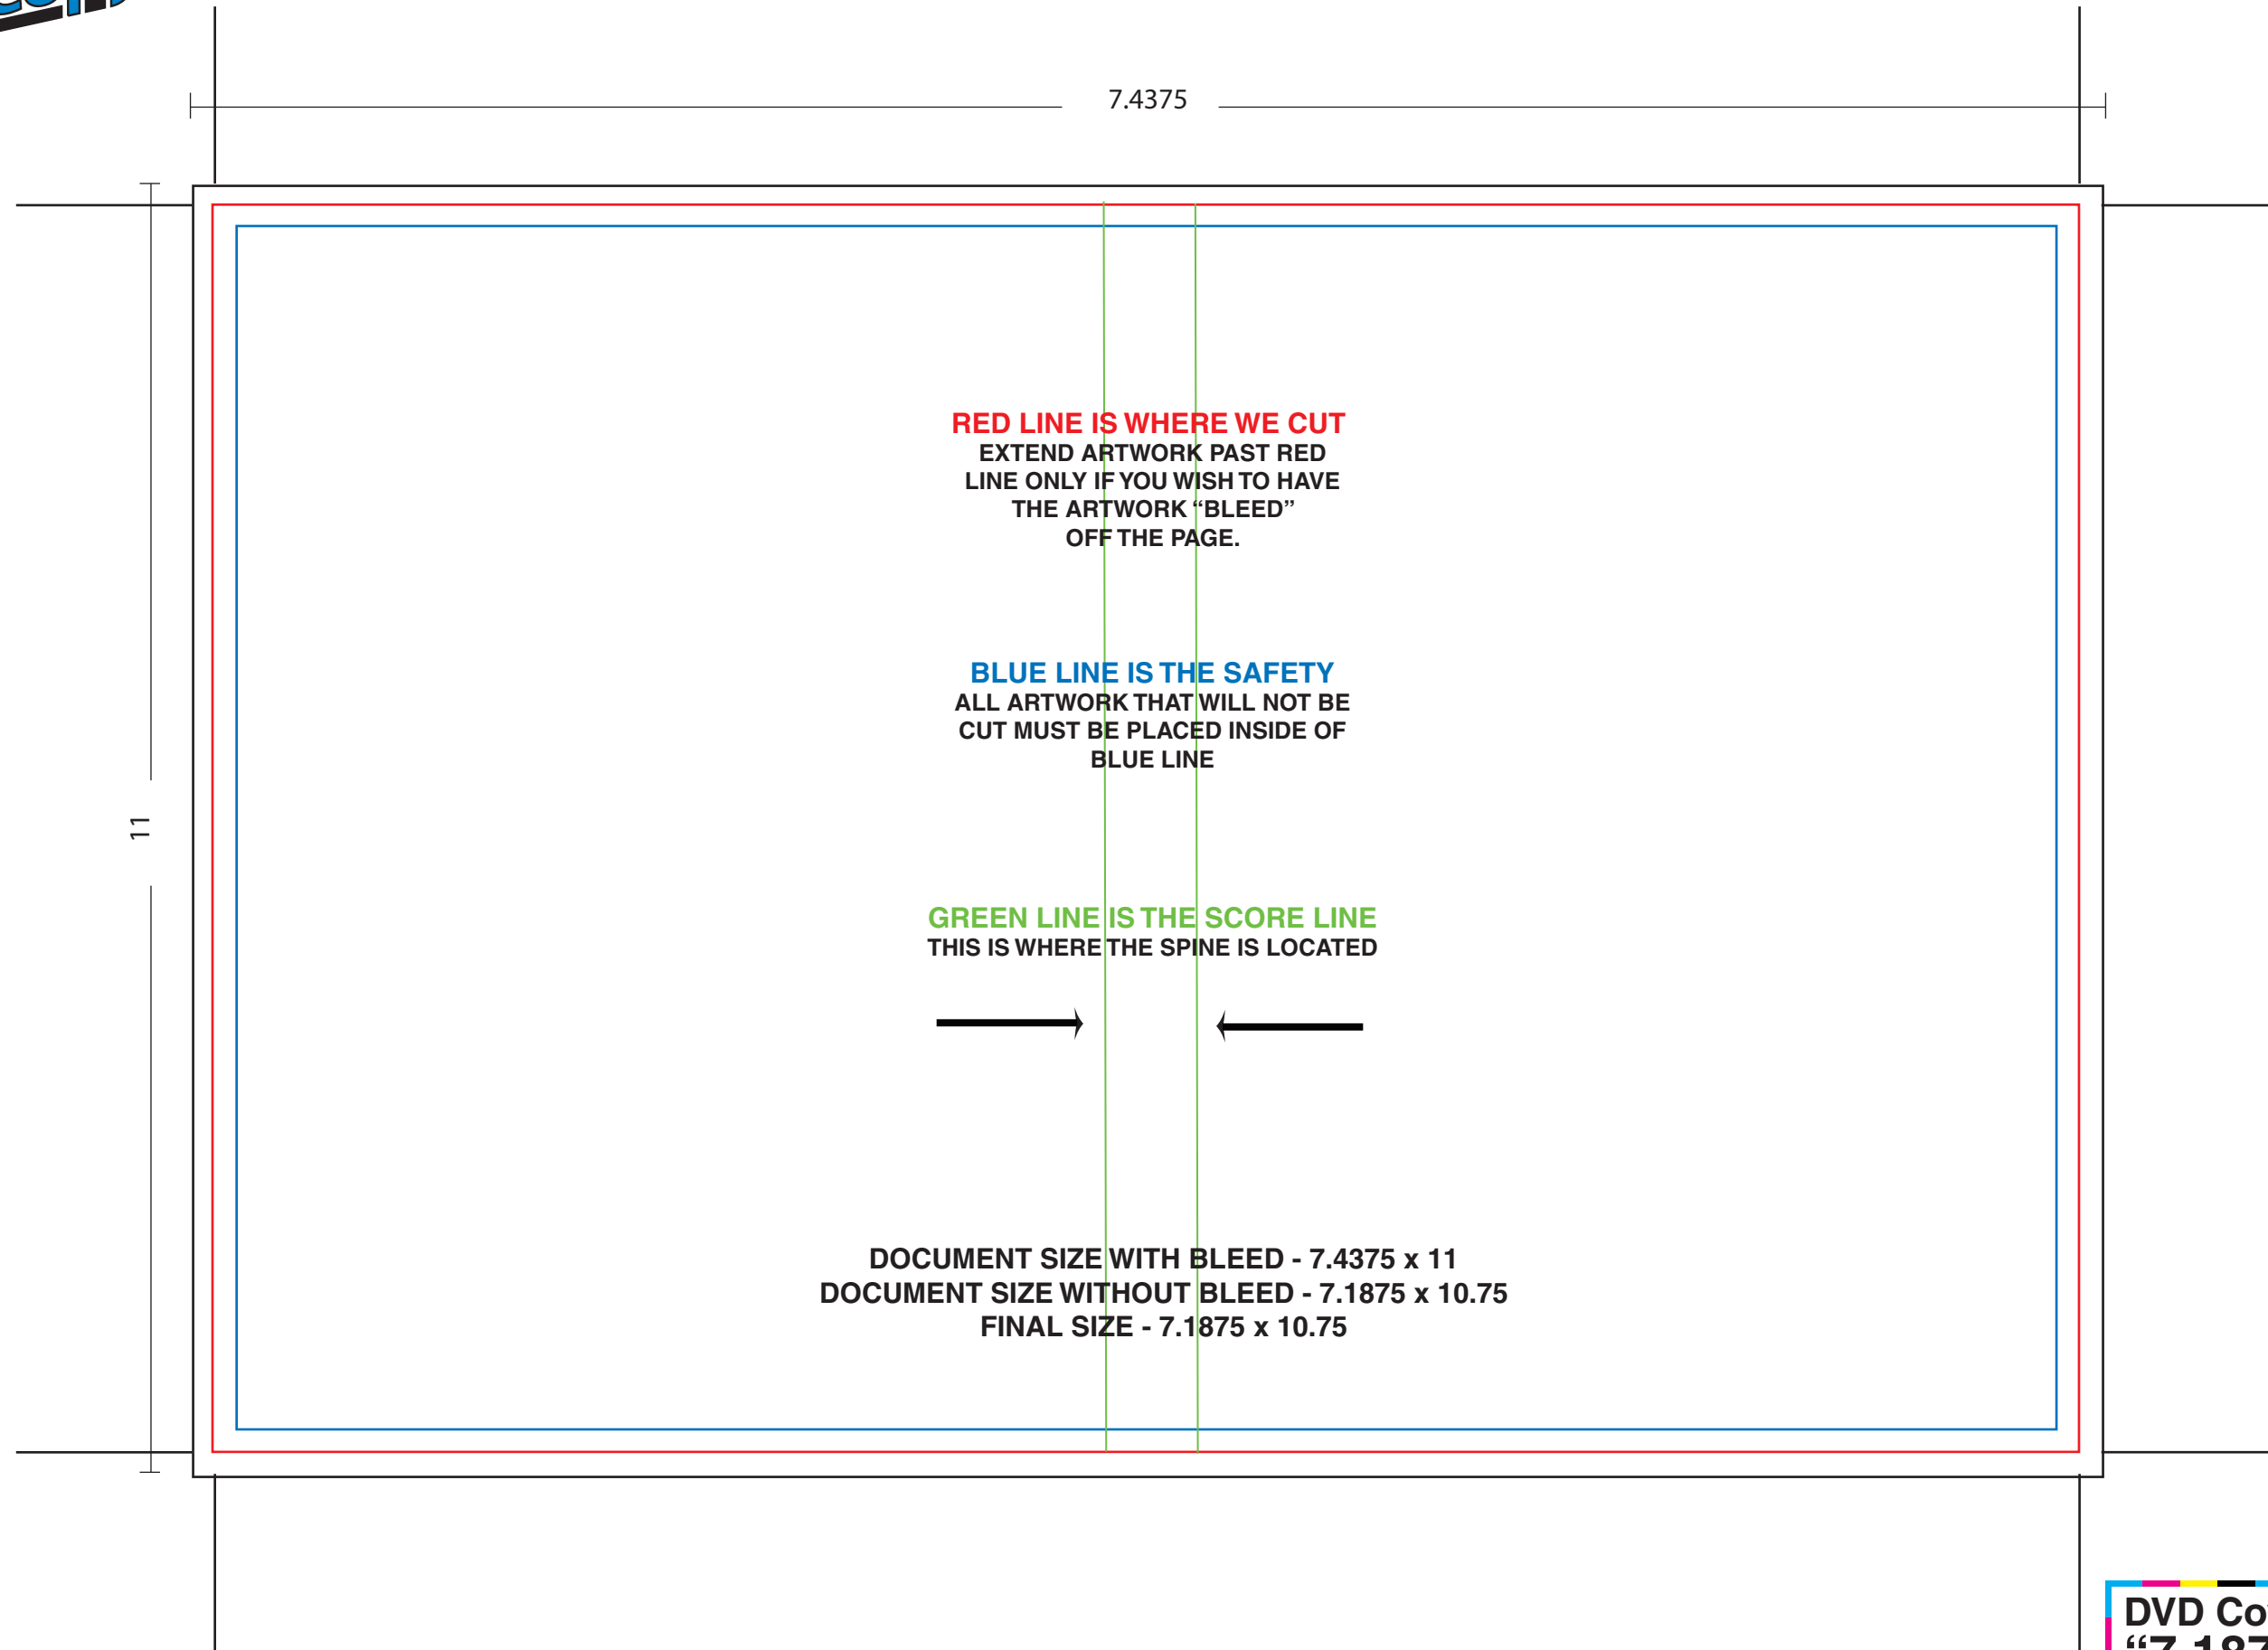 7.4375
11
RED LINE IS WHERE WE CUT
EXTEND ARTWORK PAST RED
LINE ONLY IF YOU WISH TO HAVE
THE ARTWORK “BLEED”
OFF THE PAGE.
BLUE LINE IS THE SAFETY
ALL ARTWORK THAT WILL NOT BE
CUT MUST BE PLACED INSIDE OF
BLUE LINE
GREEN LINE IS THE SCORE LINE
THIS IS WHERE THE SPINE IS LOCATED
DOCUMENT SIZE WITH BLEED - 7.4375 x 11
DOCUMENT SIZE WITHOUT BLEED - 7.1875 x 10.75
FINAL SIZE - 7.1875 x 10.75
DVD